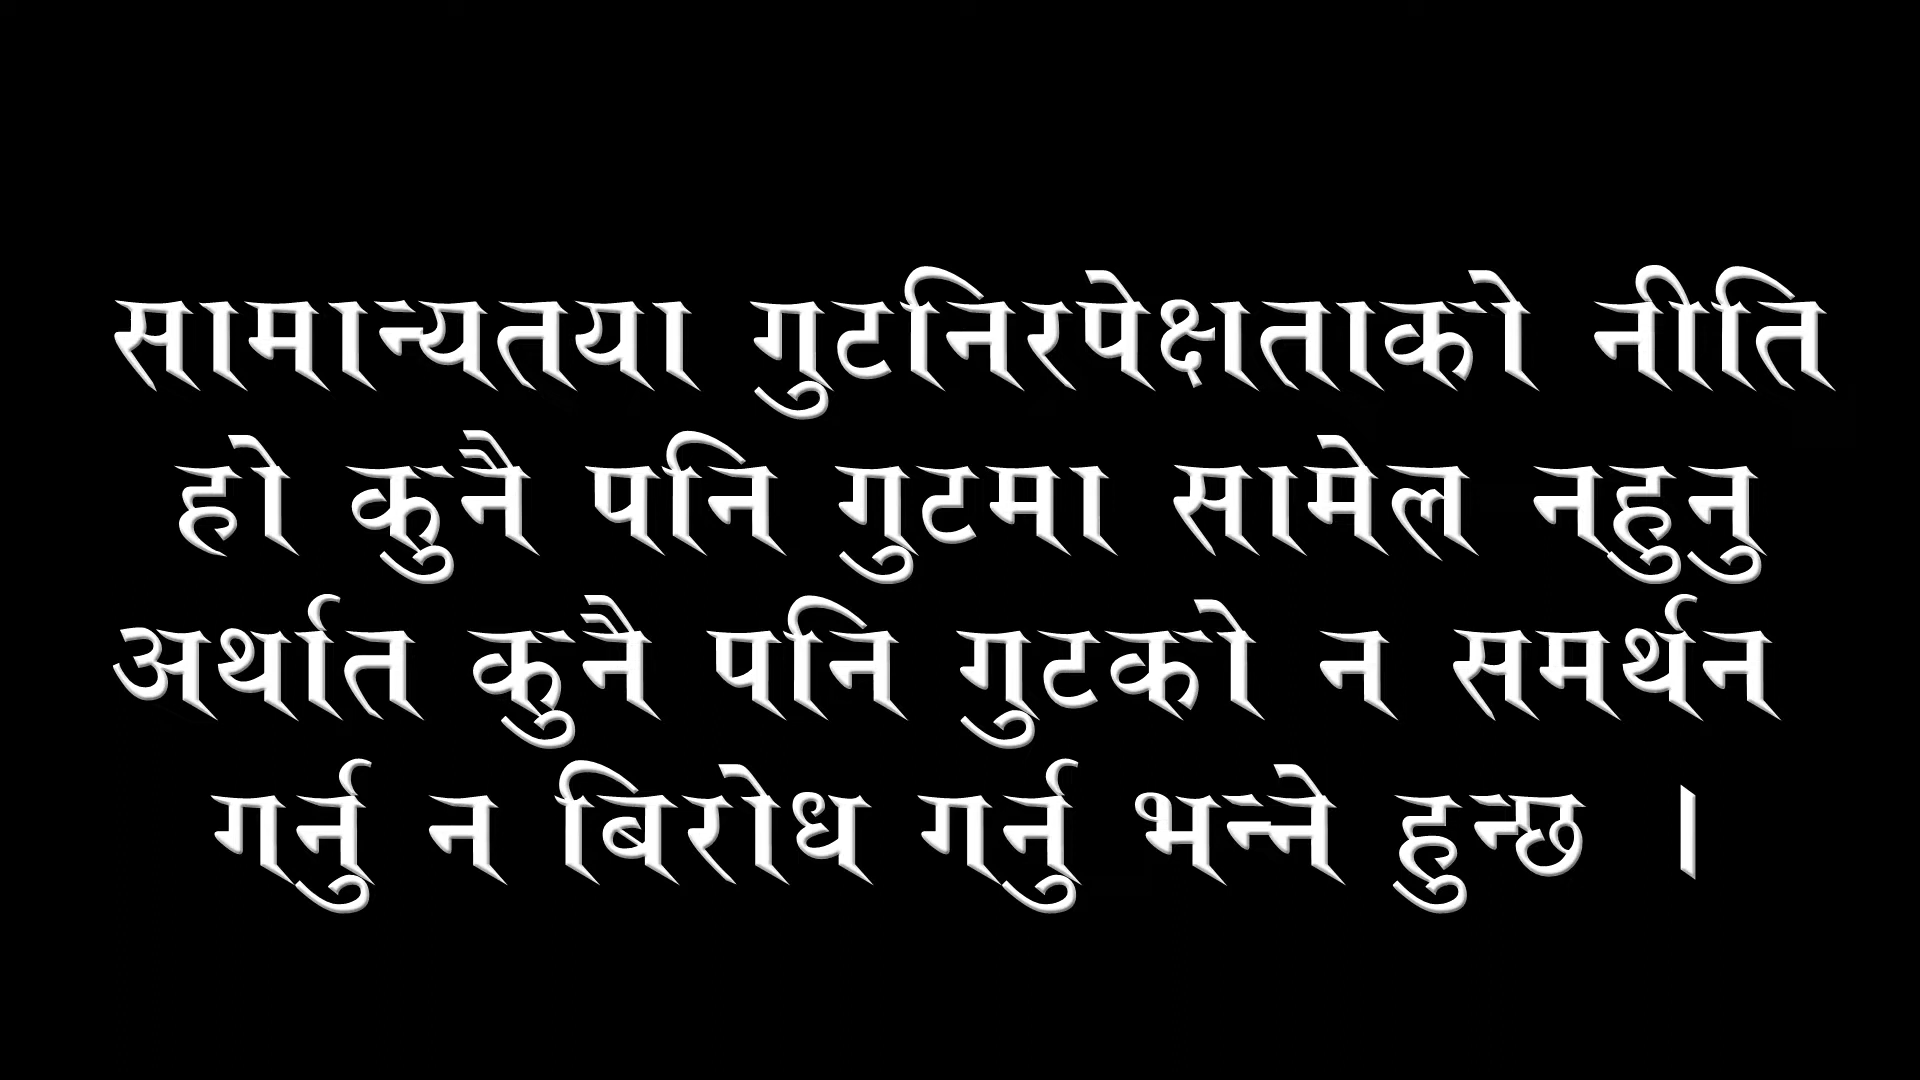 सामान्यतया गुटनिरपेक्षताको नीति
हो कुनै पनि गुटमा सामेल नहुनु
अर्थात कुनै पनि गुटको न समर्थन
गर्नु न बिरोध गर्नु भन्ने हुन्छ ।